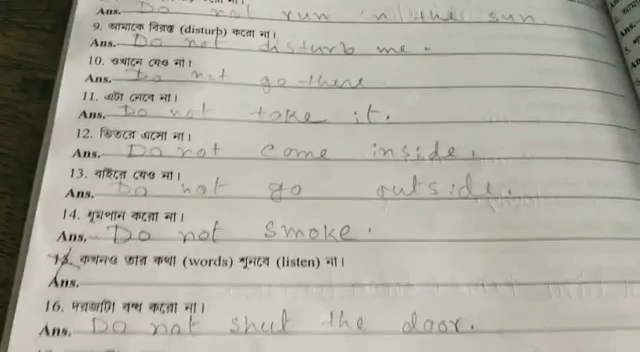 Ans. Do not run in the sun.
9. আমাকে বিরক্ত (disturb) করো না।
Ans. Do not disturb me.
10. ওখানে যেও না।
Ans. Do not go there.
11. এটা নেবে না।
Ans. Do not take it.
12. ভিতরে এসো না।
Ans. Do not come inside.
13. বাইরে যেও না।
Ans. Do not go outside.
14. ধূমপান করো না।
Ans. Do not smoke.
15. কখনও তার কথা (words) শুনবে (listen) না।
Ans.
16. দরজাটা বন্ধ করো না।
Ans. Do not shut the door.